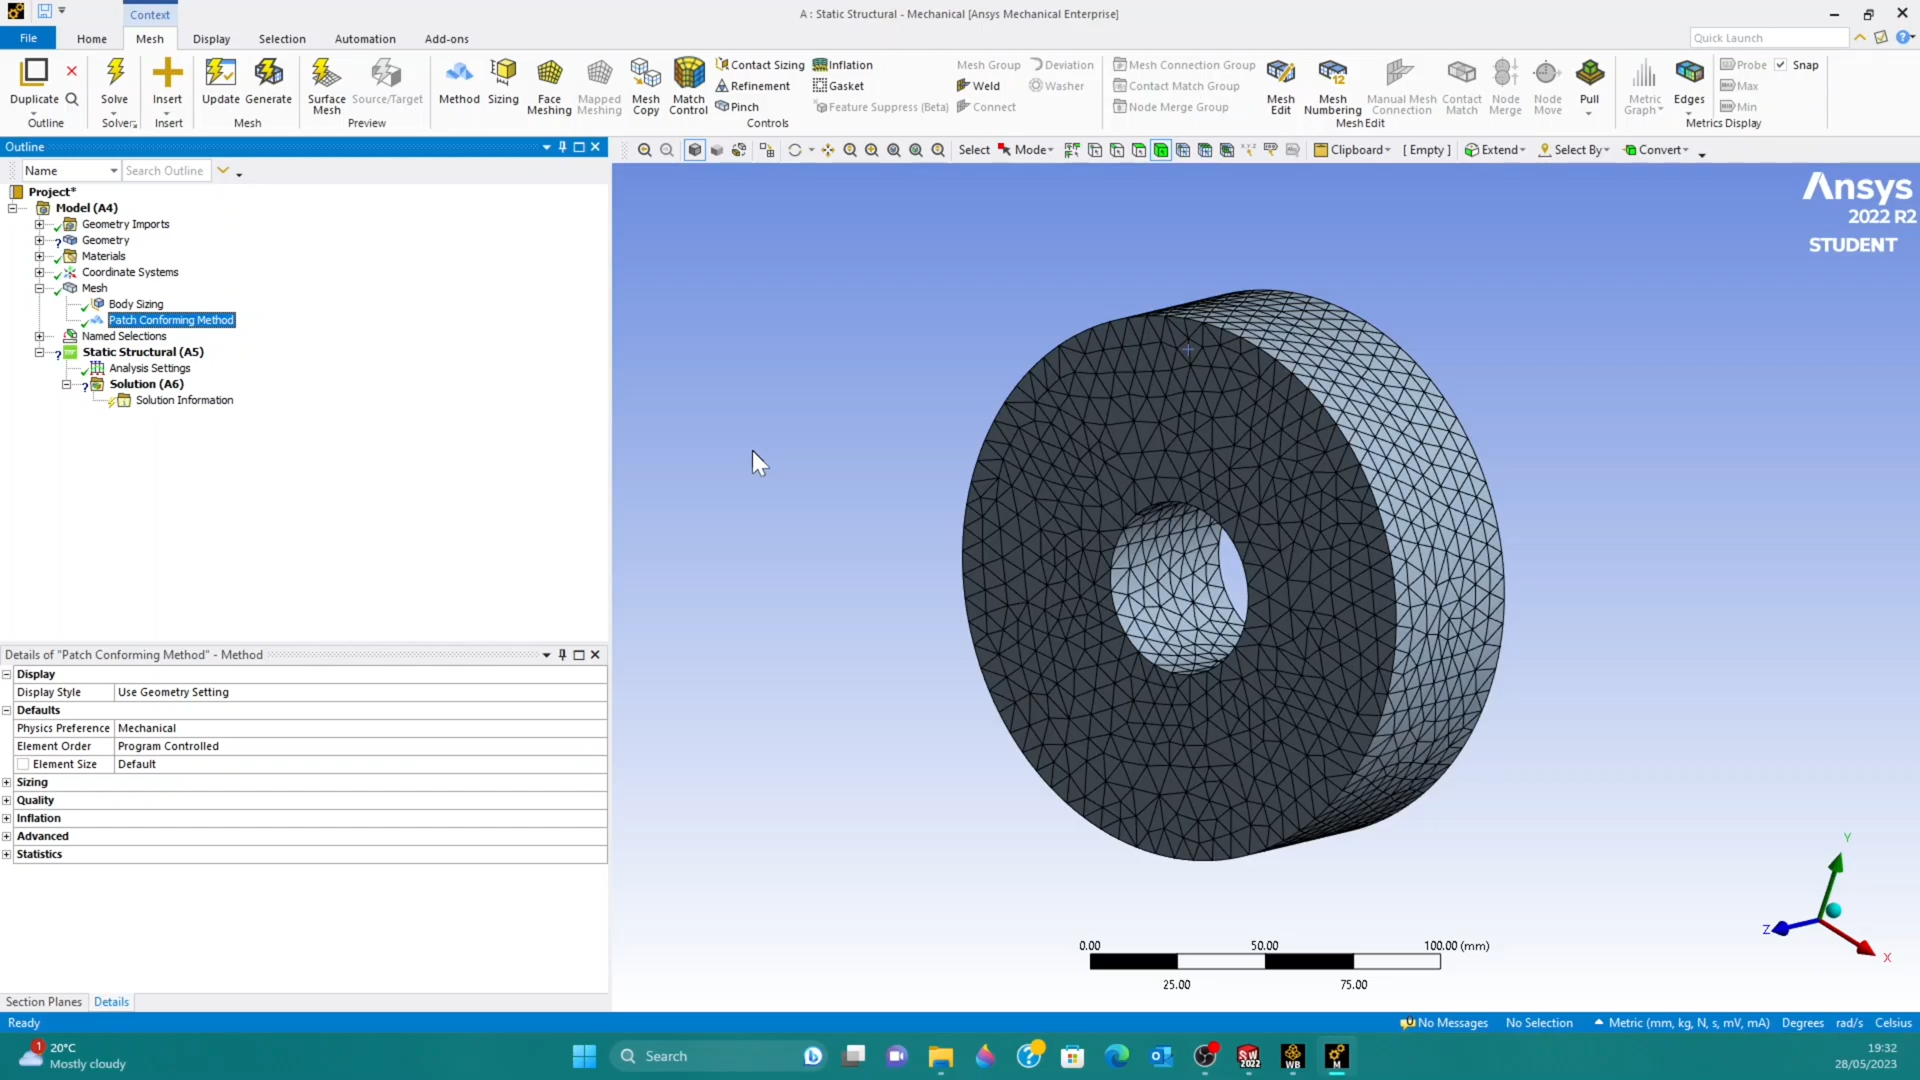 Context
A : Static Structural - Mechanical [Ansys Mechanical Enterprise]
File Home Mesh Display Selection Automation Add-ons
Quick Launch
Duplicate
Outline
Solve
Solver
Insert
Insert
Update Generate
Mesh
Surface Mesh
Source/Target
Preview
Method Sizing
Face Meshing
Mapped Meshing
Mesh Copy
Match Control
Contact Sizing
Refinement
Pinch
Inflation
Gasket
Feature Suppress (Beta)
Controls
Mesh Group
Weld
Connect
Deviation
Washer
Mesh Connection Group
Contact Match Group
Node Merge Group
Mesh Edit
Mesh Numbering
Manual Mesh Connection
Contact Match
Node Merge
Node Move
Pull
Mesh Edit
Metric Graph
Edges
Probe
Max
Min
Snap
Metrics Display
Outline
Name Search Outline
Select Mode Clipboard [ Empty ] Extend Select By Convert
Project*
Model (A4)
Geometry Imports
Geometry
Materials
Coordinate Systems
Mesh
Body Sizing
Patch Conforming Method
Named Selections
Static Structural (A5)
Analysis Settings
Solution (A6)
Solution Information
Ansys
2022 R2
STUDENT
Details of "Patch Conforming Method" - Method
Display
Display Style Use Geometry Setting
Defaults
Physics Preference Mechanical
Element Order Program Controlled
Element Size Default
Sizing
Quality
Inflation
Advanced
Statistics
Y
Z
X
0.00 50.00 100.00 (mm)
25.00 75.00
Section Planes Details
Ready
No Messages No Selection Metric (mm, kg, N, s, mV, mA) Degrees rad/s Celsius
1
20°C
Mostly cloudy
Search
SW 2022
WB
M
19:32
28/05/2023